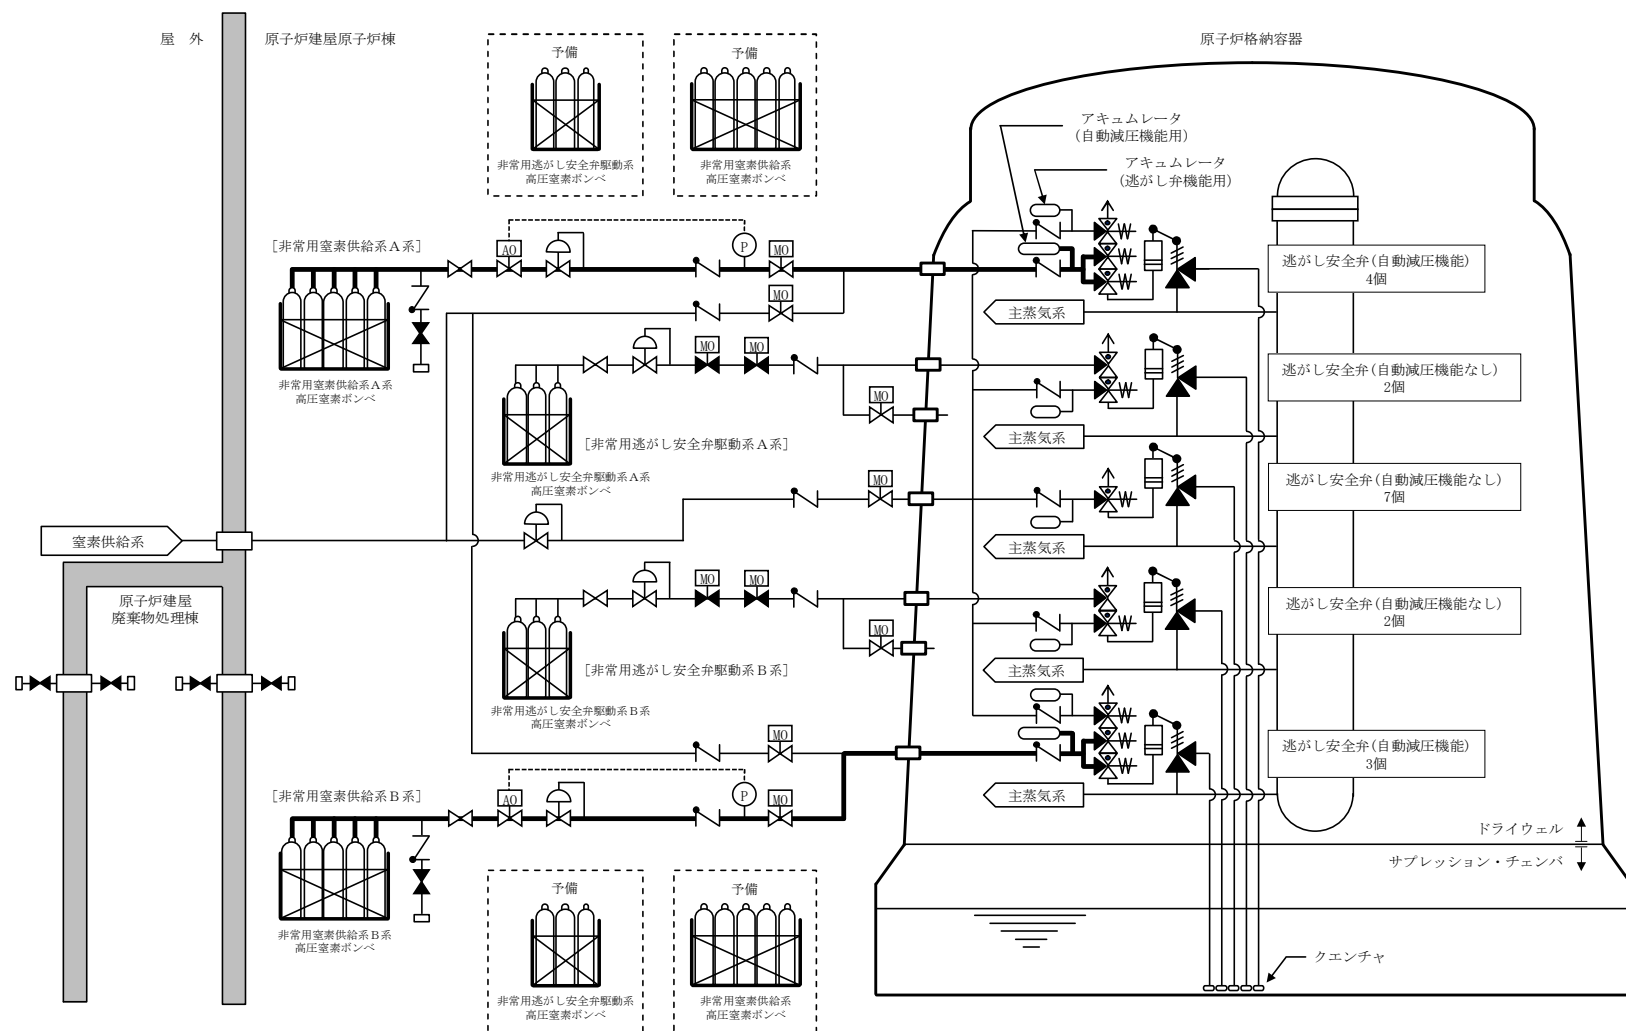 屋 外
原子炉建屋原子炉棟
予備
非常用逃がし安全弁駆動系
高圧窒素ボンベ
予備
非常用窒素供給系
高圧窒素ボンベ
原子炉格納容器
アキュムレータ
(自動減圧機能用)
アキュムレータ
(逃がし弁機能用)
[非常用窒素供給系A系]
AO
P
MO
MO
非常用窒素供給系A系
高圧窒素ボンベ
逃がし安全弁(自動減圧機能)
4個
主蒸気系
MO
MO
MO
[非常用逃がし安全弁駆動系A系]
非常用逃がし安全弁駆動系A系
高圧窒素ボンベ
逃がし安全弁(自動減圧機能なし)
2個
主蒸気系
MO
逃がし安全弁(自動減圧機能なし)
7個
主蒸気系
窒素供給系
原子炉建屋
廃棄物処理棟
MO
MO
MO
[非常用逃がし安全弁駆動系B系]
非常用逃がし安全弁駆動系B系
高圧窒素ボンベ
逃がし安全弁(自動減圧機能なし)
2個
主蒸気系
MO
逃がし安全弁(自動減圧機能)
3個
主蒸気系
[非常用窒素供給系B系]
AO
P
MO
非常用窒素供給系B系
高圧窒素ボンベ
ドライウェル
サプレッション・チェンバ
予備
非常用逃がし安全弁駆動系
高圧窒素ボンベ
予備
非常用窒素供給系
高圧窒素ボンベ
クエンチャ